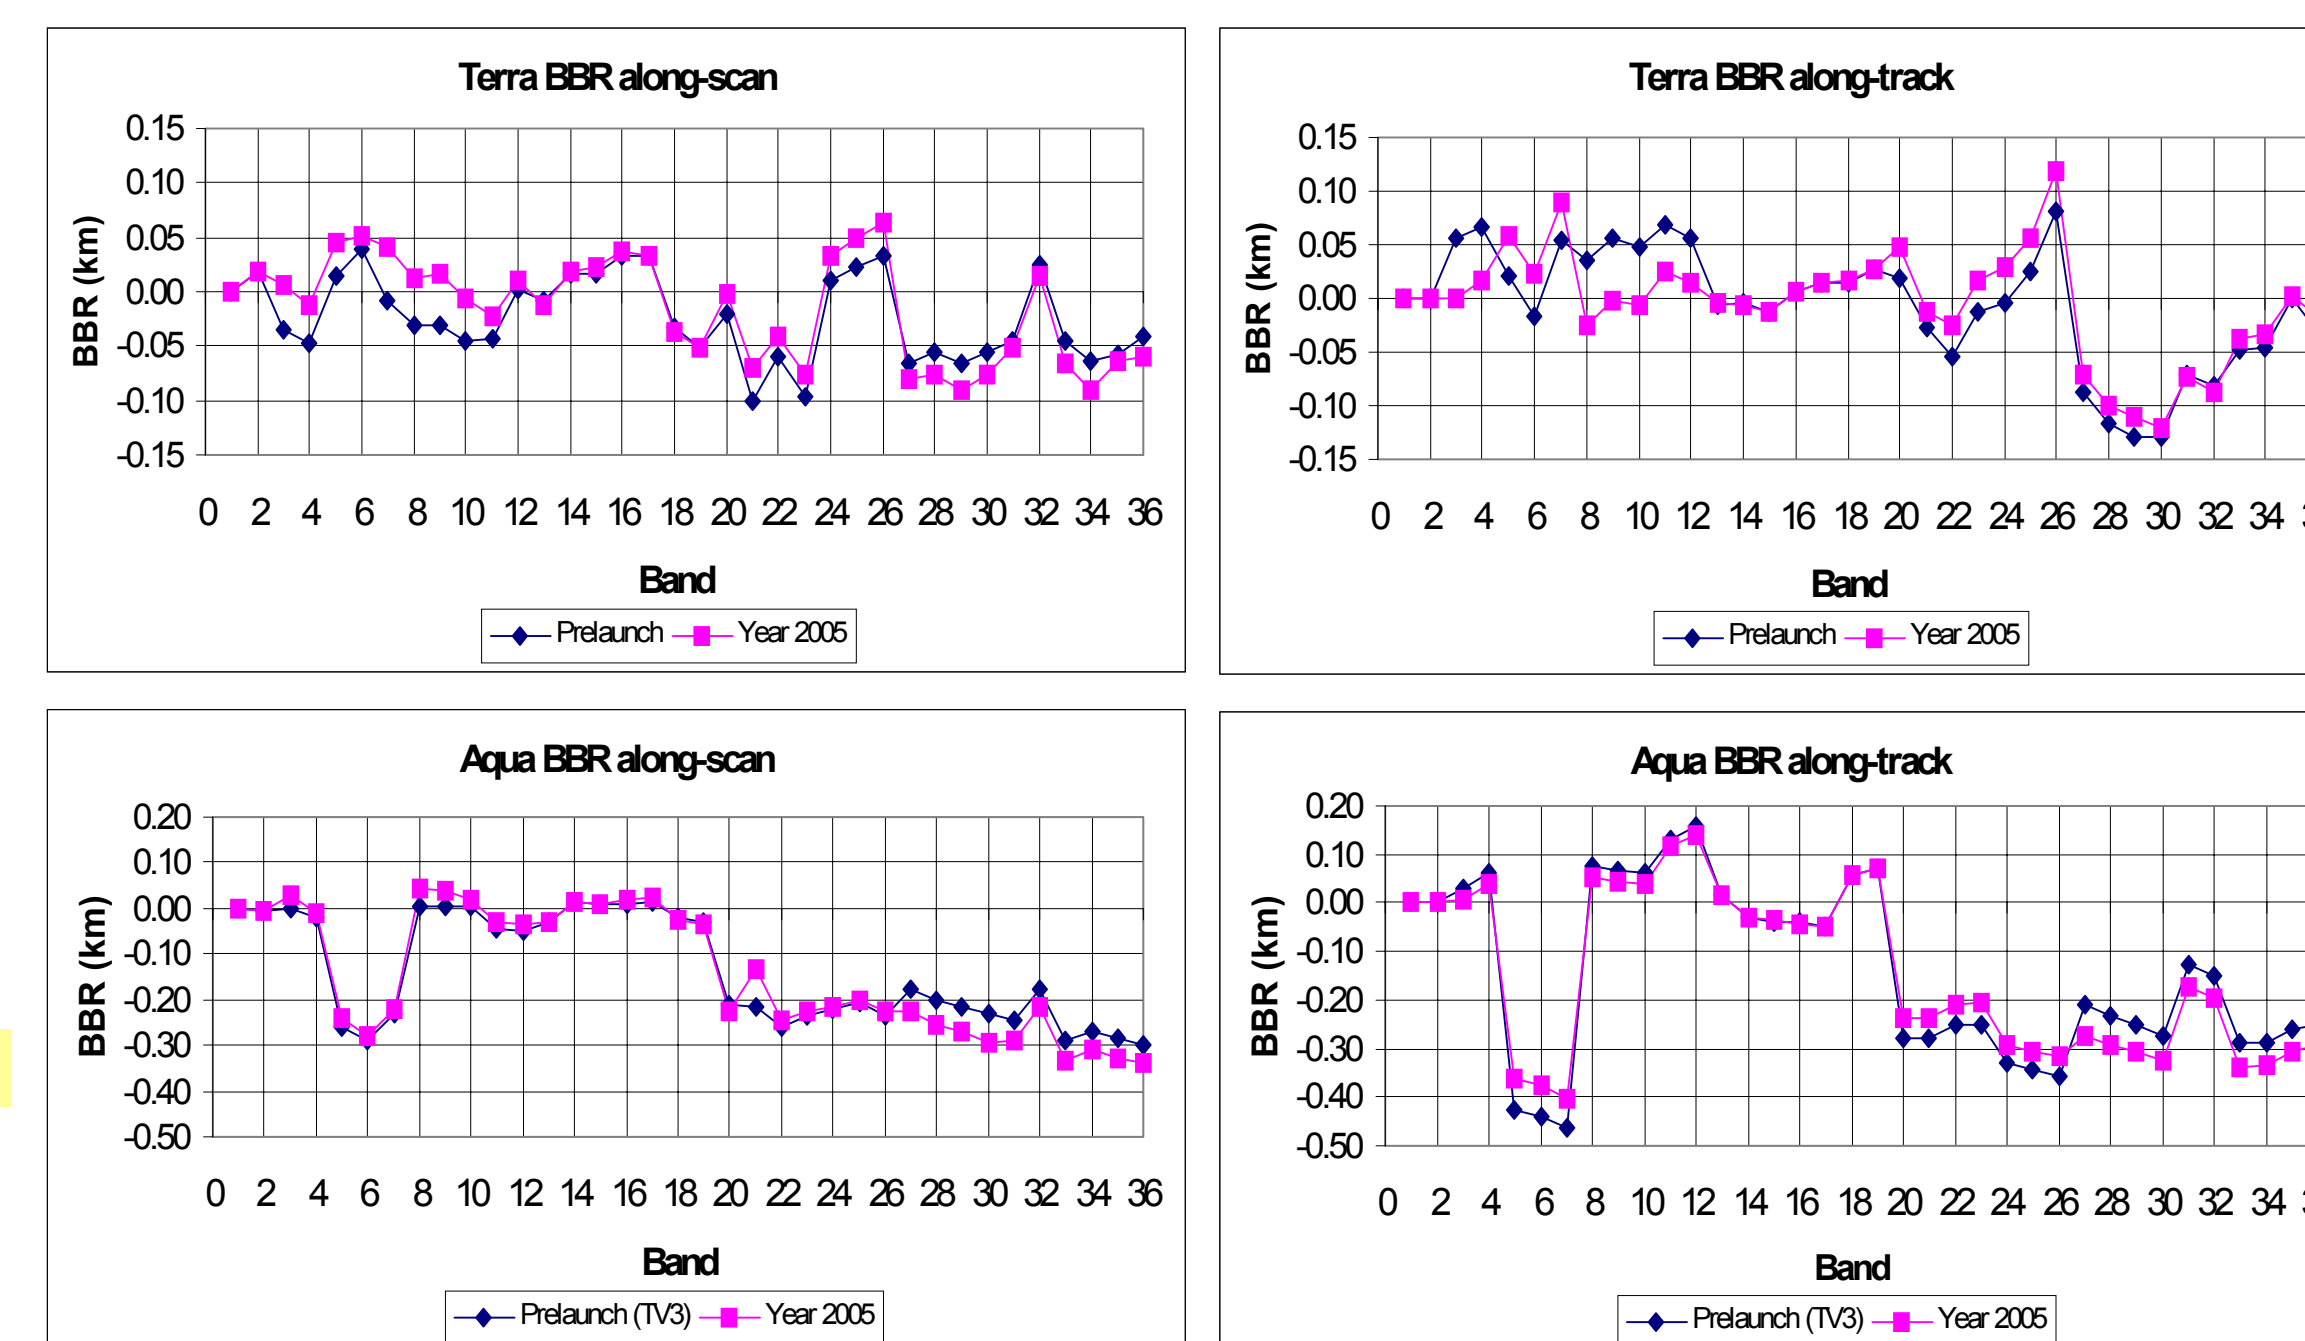 Terra BBR along-scan
0.15
0.10
0.05
0.00
-0.05
-0.10
-0.15
BBR (km)
0 2 4 6 8 10 12 14 16 18 20 22 24 26 28 30 32 34 36
Band
Prelaunch Year 2005
Terra BBR along-track
0.15
0.10
0.05
0.00
-0.05
-0.10
-0.15
BBR (km)
0 2 4 6 8 10 12 14 16 18 20 22 24 26 28 30 32 34
Band
Prelaunch Year 2005
Aqua BBR along-scan
0.20
0.10
0.00
-0.10
-0.20
-0.30
-0.40
-0.50
BBR (km)
0 2 4 6 8 10 12 14 16 18 20 22 24 26 28 30 32 34 36
Band
Prelaunch (TV3) Year 2005
Aqua BBR along-track
0.20
0.10
0.00
-0.10
-0.20
-0.30
-0.40
-0.50
BBR (km)
0 2 4 6 8 10 12 14 16 18 20 22 24 26 28 30 32 34
Band
Prelaunch (TV3) Year 2005